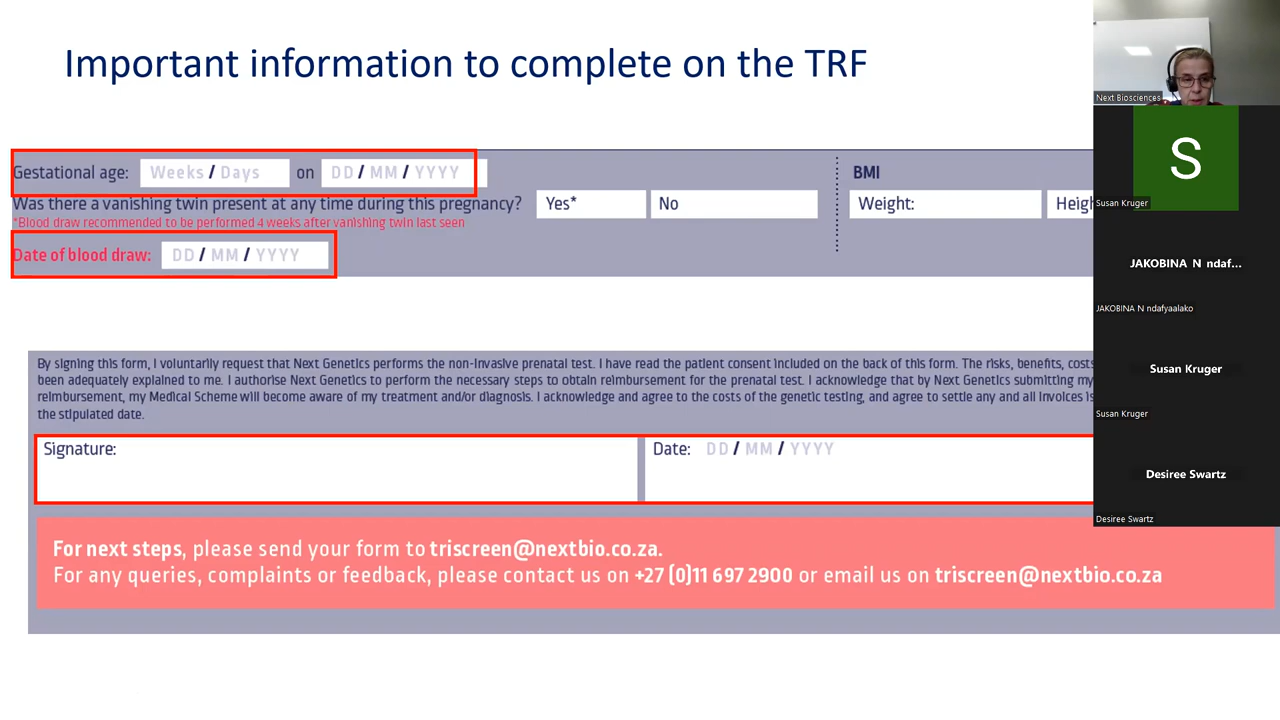 Important information to complete on the TRF
Gestational age: Weeks / Days on DD / MM / YYYY
Was there a vanishing twin present at any time during this pregnancy? Yes* No
*Blood draw recommended to be performed 4 weeks after vanishing twin last seen
Date of blood draw: DD / MM / YYYY
BMI
Weight:
By signing this form, I voluntarily request that Next Genetics performs the non-invasive prenatal test. I have read the patient consent included on the back of this form. The risks, benefits, costs
been adequately explained to me. I authorise Next Genetics to perform the necessary steps to obtain reimbursement for the prenatal test. I acknowledge that by Next Genetics submitting my
reimbursement, my Medical Scheme will become aware of my treatment and/or diagnosis. I acknowledge and agree to the costs of the genetic testing, and agree to settle any and all invoices
the stipulated date.
Signature: Date: DD / MM / YYYY
For next steps, please send your form to triscreen@nextbio.co.za.
For any queries, complaints or feedback, please contact us on +27 (0)11 697 2900 or email us on triscreen@nextbio.co.za
Next Biosciences
S
Susan Kruger
JAKOBINA N ndaf...
JAKOBINA N ndafyaalako
Susan Kruger
Susan Kruger
Desiree Swartz
Desiree Swartz